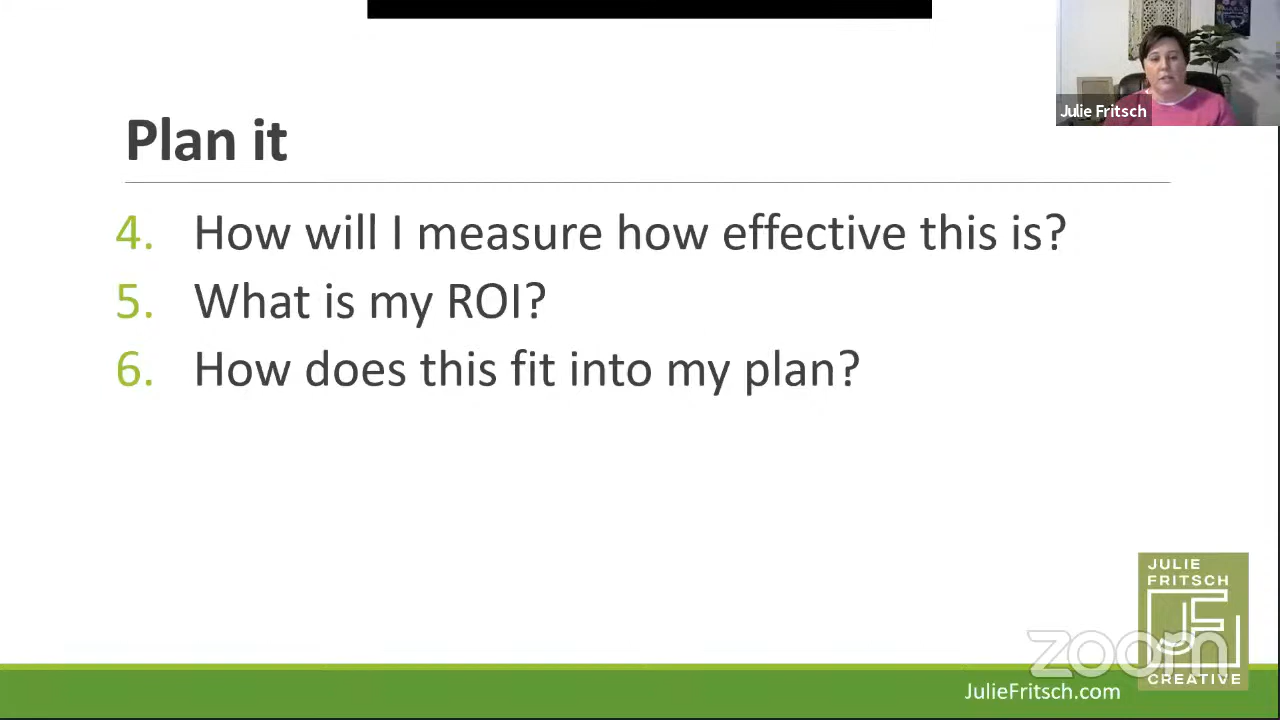 Julie Fritsch
Plan it
4. How will I measure how effective this is?
5. What is my ROI?
6. How does this fit into my plan?
JULIE
FRITSCH
JF
zoom
CREATIVE
JulieFritsch.com